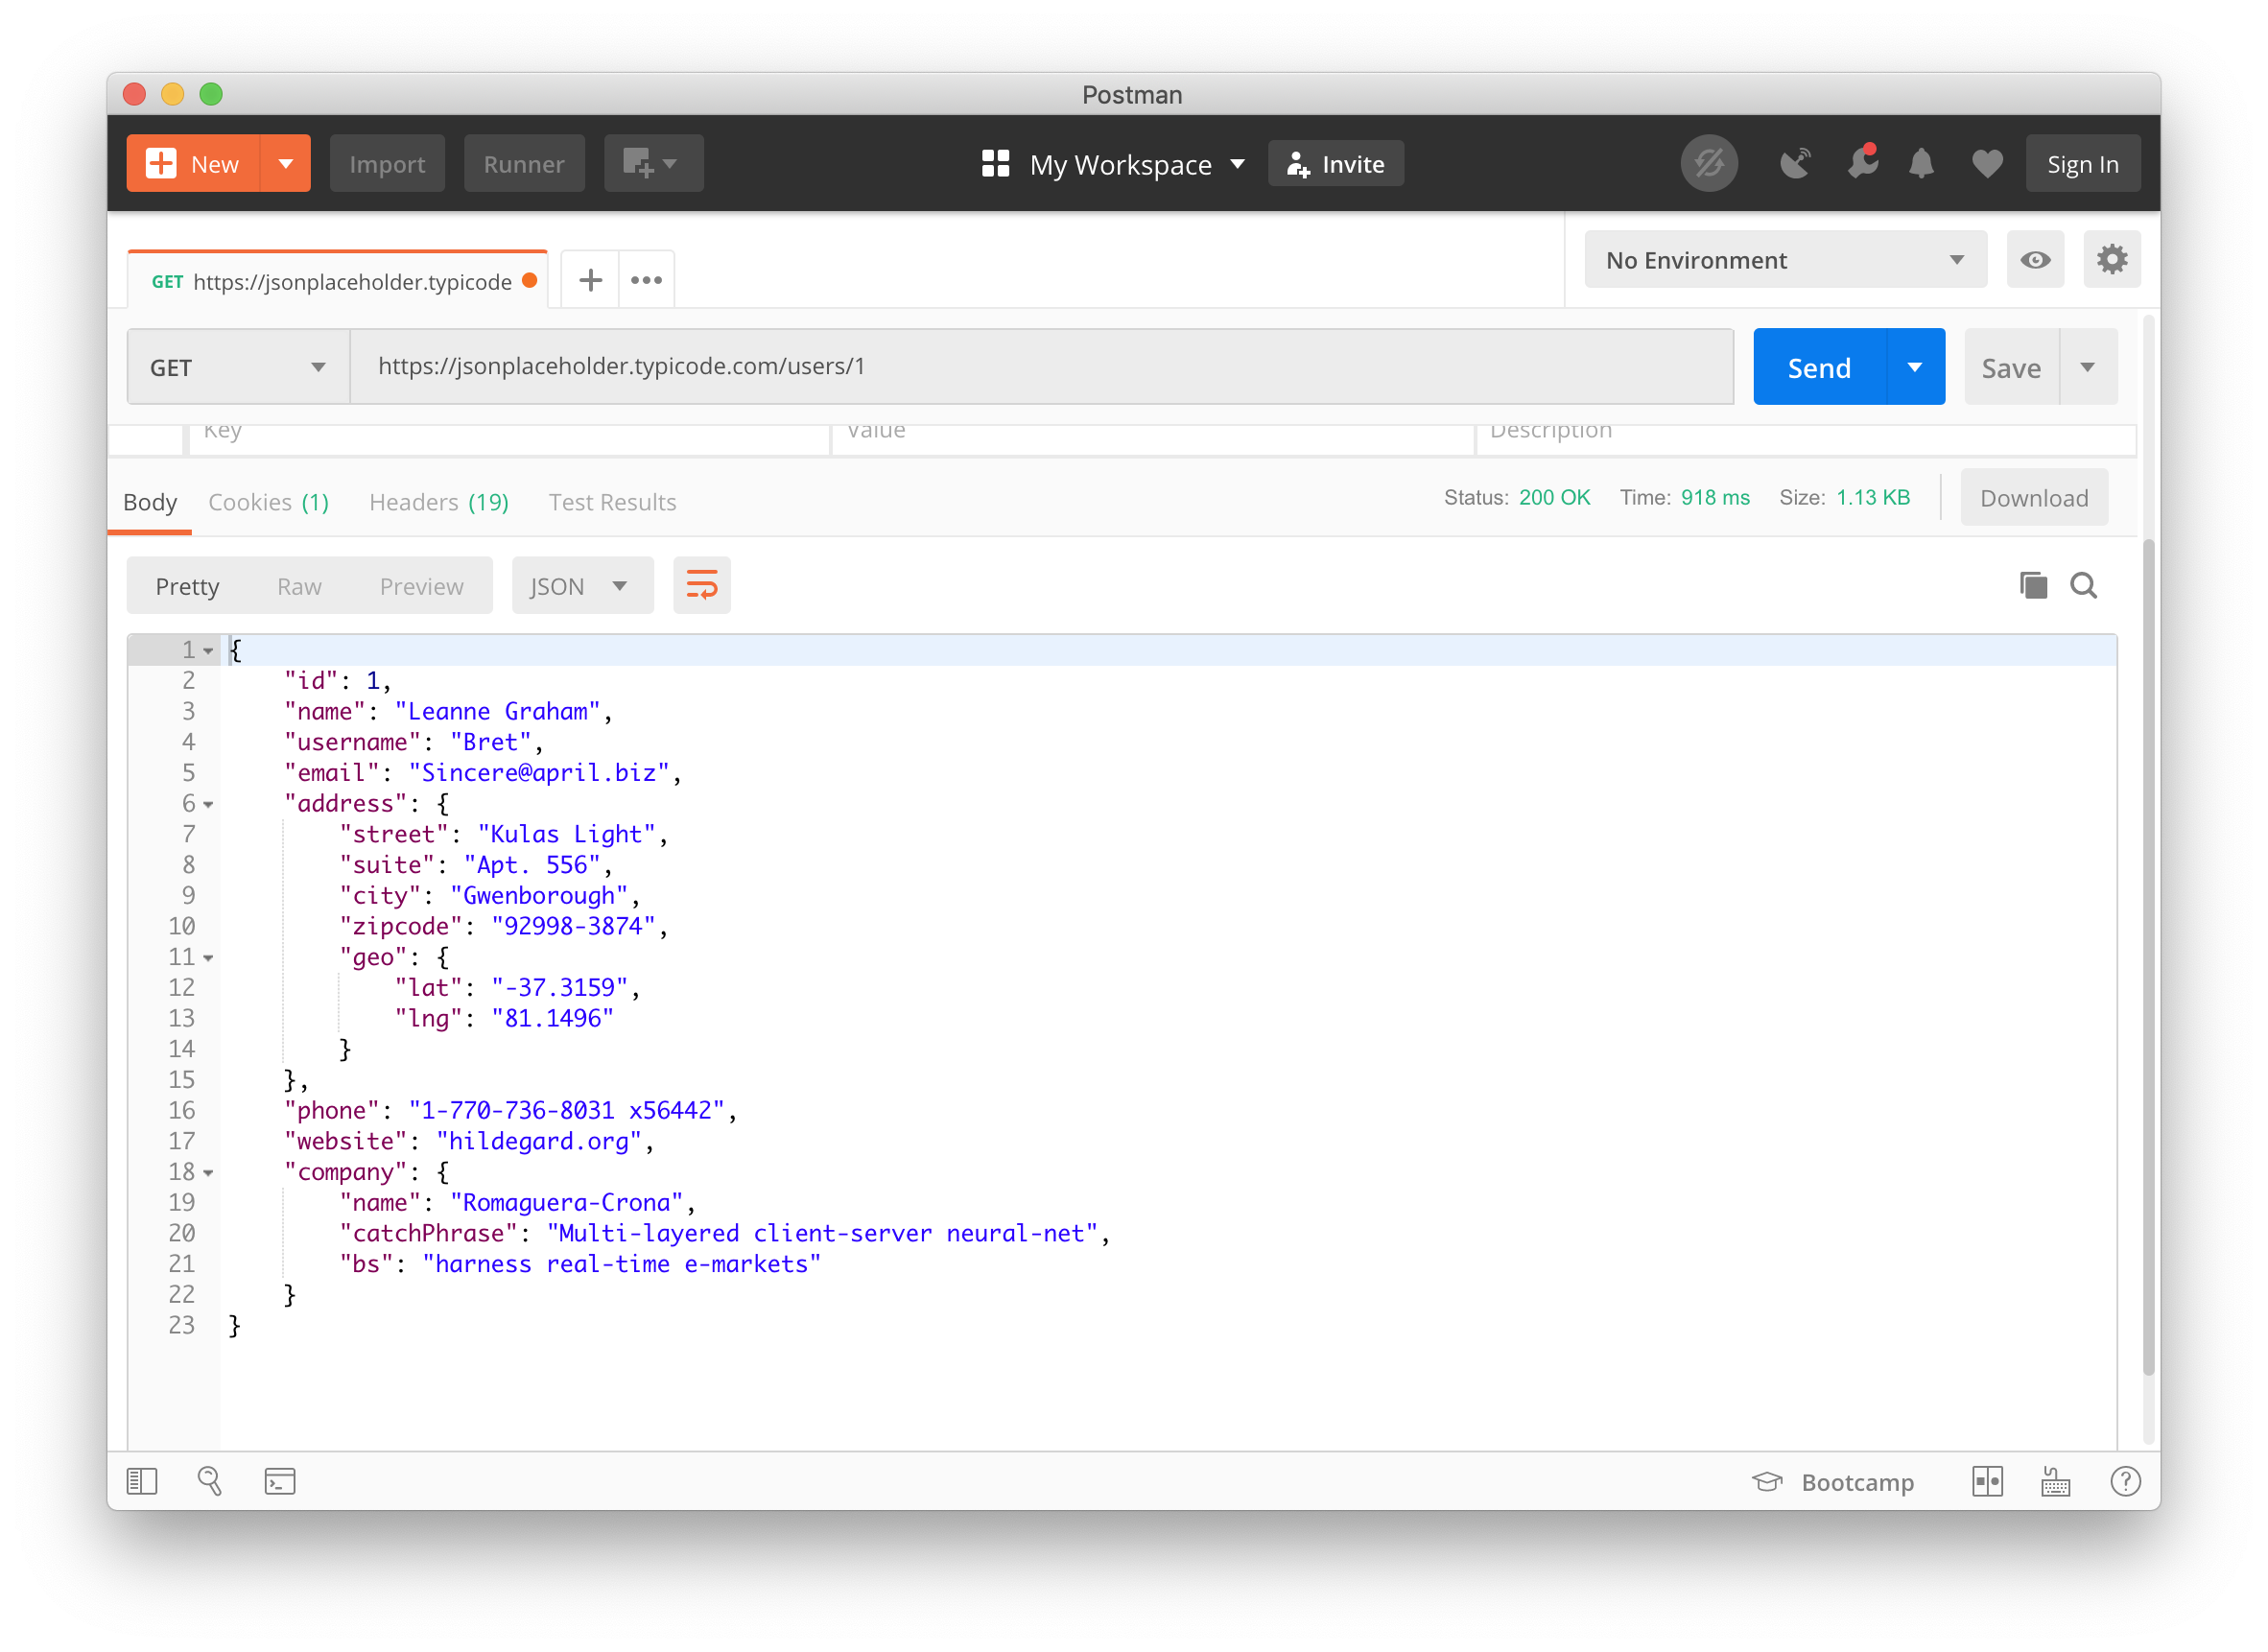 Postman
New Import Runner My Workspace Invite Sign In
GET https://jsonplaceholder.typicode No Environment
GET https://jsonplaceholder.typicode.com/users/1 Send Save
Key Value Description
Body Cookies (1) Headers (19) Test Results Status: 200 OK Time: 918 ms Size: 1.13 KB Download
Pretty Raw Preview JSON
1 {
2 "id": 1,
3 "name": "Leanne Graham",
4 "username": "Bret",
5 "email": "Sincere@april.biz",
6 "address": {
7 "street": "Kulas Light",
8 "suite": "Apt. 556",
9 "city": "Gwenborough",
10 "zipcode": "92998-3874",
11 "geo": {
12 "lat": "-37.3159",
13 "lng": "81.1496"
14 }
15 },
16 "phone": "1-770-736-8031 x56442",
17 "website": "hildegard.org",
18 "company": {
19 "name": "Romaguera-Crona",
20 "catchPhrase": "Multi-layered client-server neural-net",
21 "bs": "harness real-time e-markets"
22 }
23 }
Bootcamp